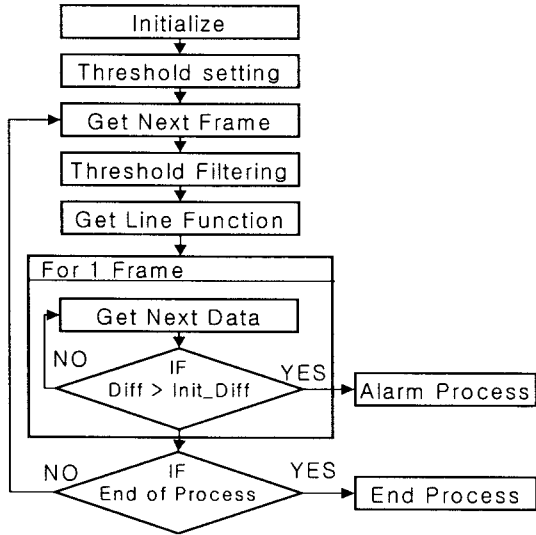 Initialize
Threshold setting
Get Next Frame
Threshold Filtering
Get Line Function
For 1 Frame
Get Next Data
NO
IF
YES
Diff > Init_Diff
Alarm Process
NO
IF
YES
End of Process
End Process